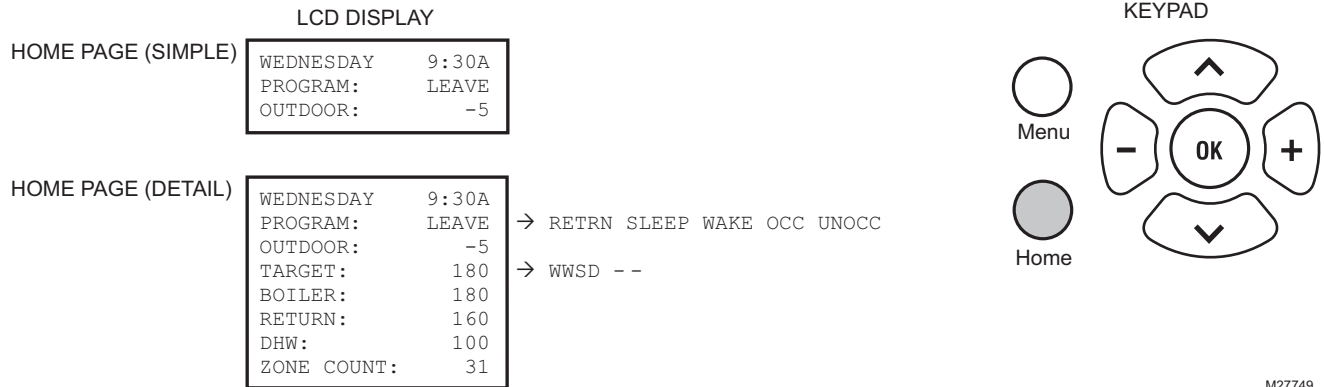 LCD DISPLAY
KEYPAD
HOME PAGE (SIMPLE)
WEDNESDAY 9:30A
PROGRAM: LEAVE
OUTDOOR: -5
Menu
- OK +
Home
HOME PAGE (DETAIL)
WEDNESDAY 9:30A
PROGRAM: LEAVE → RETRN SLEEP WAKE OCC UNOCC
OUTDOOR: -5
TARGET: 180 → WWSD --
BOILER: 180
RETURN: 160
DHW: 100
ZONE COUNT: 31
M27749